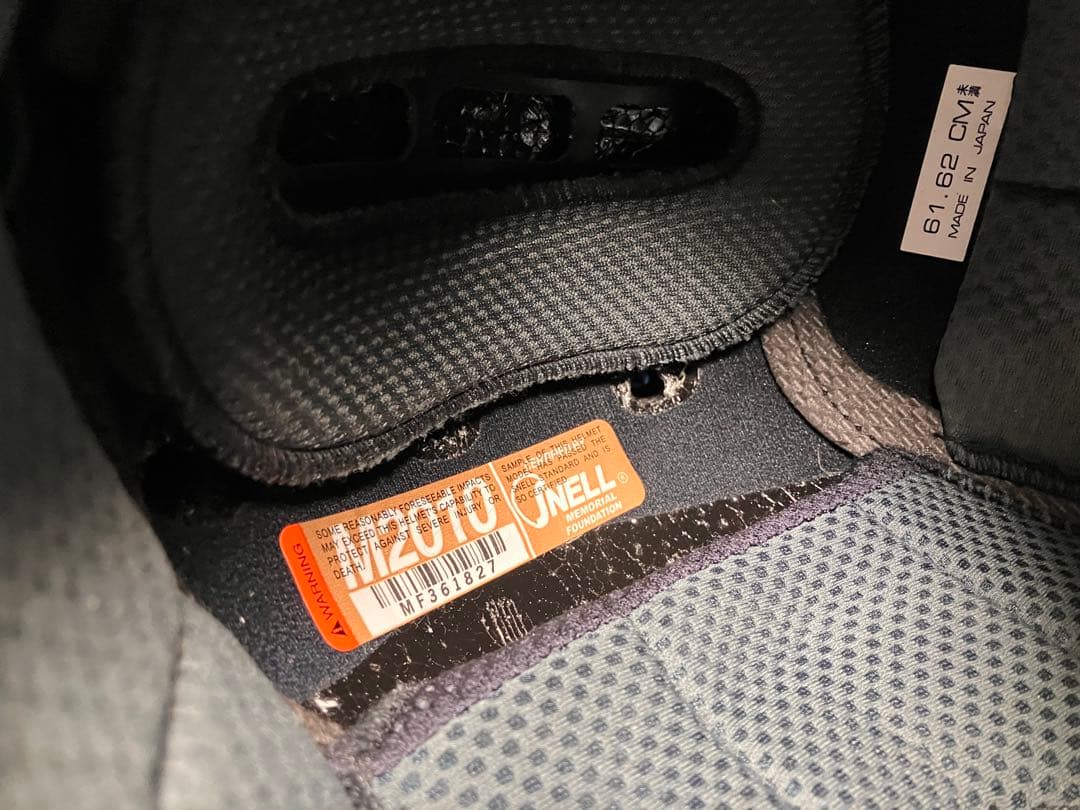 61.62 CM未満
MADE IN JAPAN
⚠ WARNING
SOME REASONABLY FORESEEABLE IMPACTS
MAY EXCEED THIS HELMET'S CAPABILITY TO
PROTECT AGAINST SEVERE INJURY OR
DEATH.
M2010
MF361827
SAMPLE OF THIS HELMET
MODEL HAS PASSED THE
SNELL STANDARD AND IS
SO CERTIFIED
SNELL®
MEMORIAL
FOUNDATION